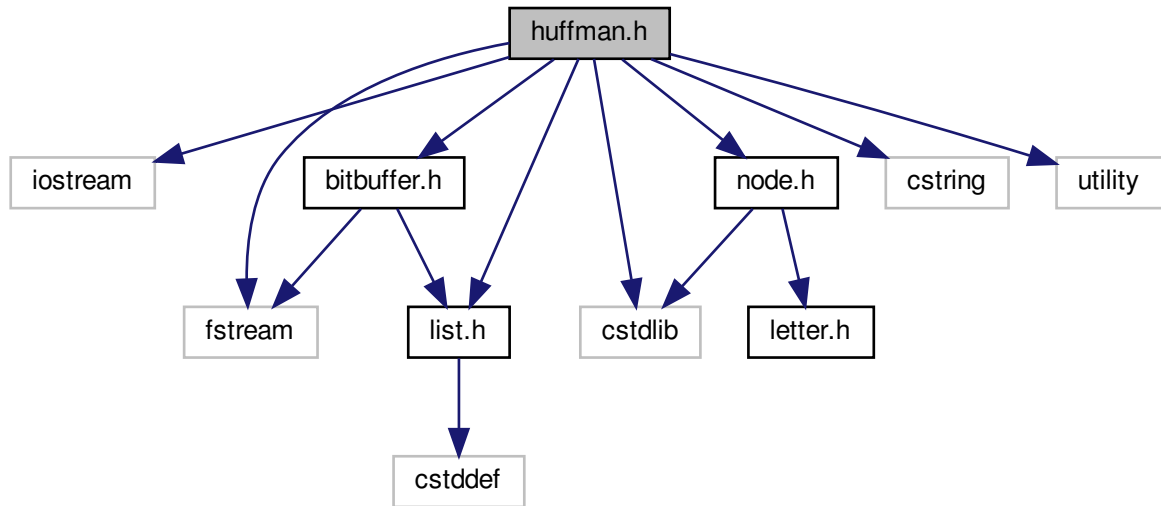 huffman.h
iostream
bitbuffer.h
node.h
cstring
utility
fstream
list.h
cstdlib
letter.h
cstddef